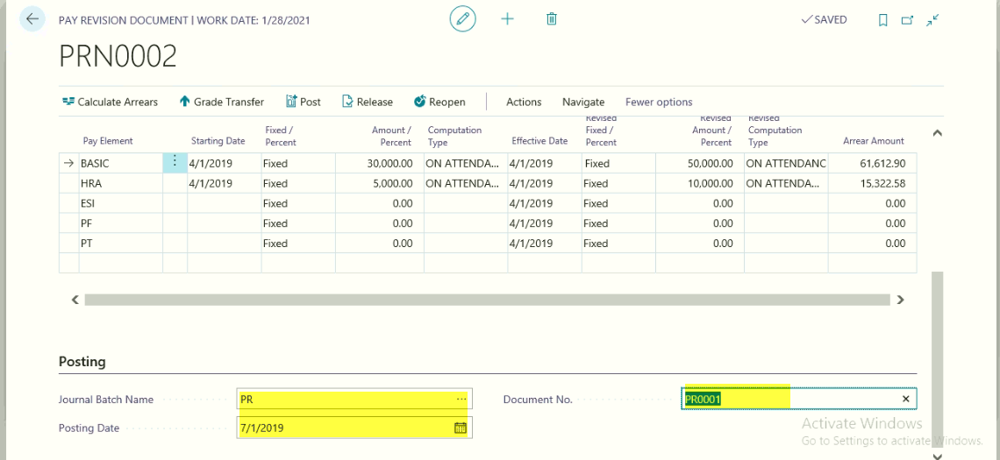 PAY REVISION DOCUMENT | WORK DATE: 1/28/2021
SAVED
PRN0002
Calculate Arrears Grade Transfer Post Release Reopen Actions Navigate Fewer options
Pay Element Starting Date Fixed / Percent Amount / Percent Computation Type Effective Date Revised Fixed / Percent Revised Amount / Percent Revised Computation Type Arrear Amount
BASIC 4/1/2019 Fixed 30,000.00 ON ATTENDA... 4/1/2019 Fixed 50,000.00 ON ATTENDANC 61,612.90
HRA 4/1/2019 Fixed 5,000.00 ON ATTENDA... 4/1/2019 Fixed 10,000.00 ON ATTENDA... 15,322.58
ESI Fixed 0.00 4/1/2019 Fixed 0.00 0.00
PF Fixed 0.00 4/1/2019 Fixed 0.00 0.00
PT Fixed 0.00 4/1/2019 Fixed 0.00 0.00
Posting
Journal Batch Name PR Document No. PR0001
Posting Date 7/1/2019
Activate Windows
Go to Settings to activate Windows.